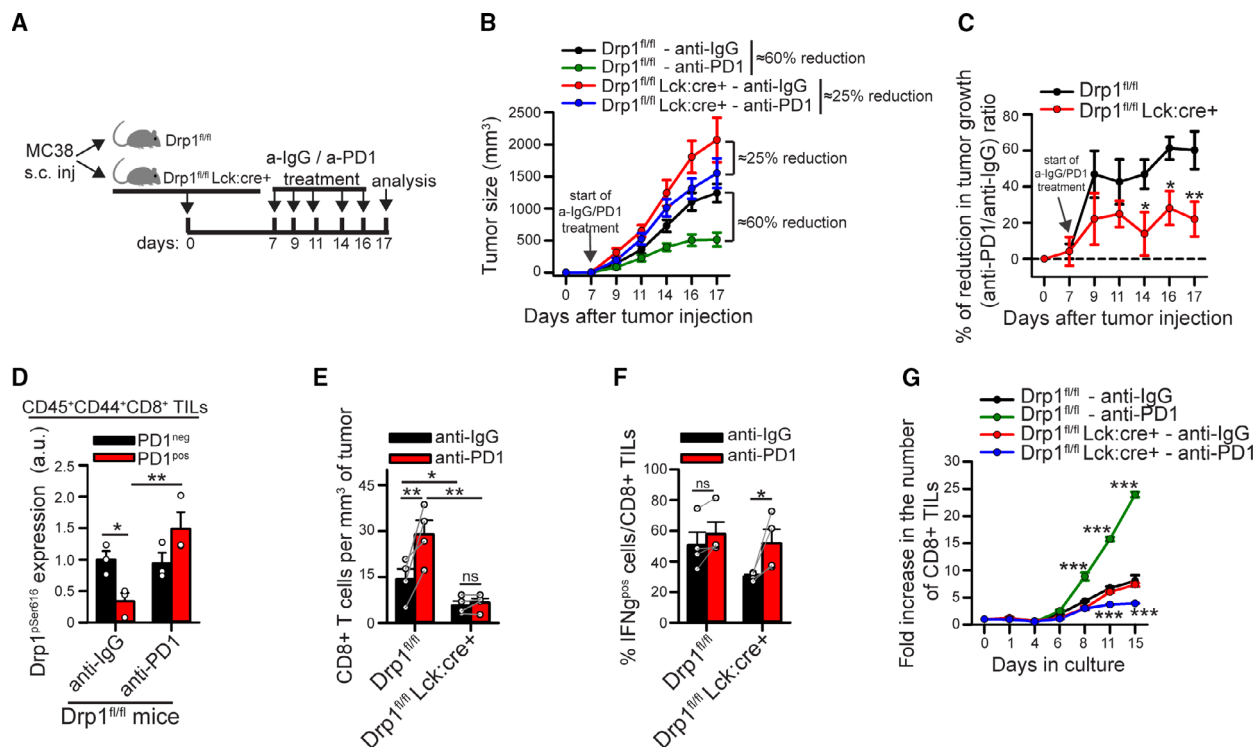 A
MC38
s.c. inj
Drp1fl/fl
Drp1fl/fl Lck:cre+
a-IgG / a-PD1
treatment
analysis
days: 0 7 9 11 14 16 17
B
Drp1fl/fl - anti-IgG
Drp1fl/fl - anti-PD1
≈60% reduction
Drp1fl/fl Lck:cre+ - anti-IgG
Drp1fl/fl Lck:cre+ - anti-PD1
≈25% reduction
Tumor size (mm3)
2500
2000
1500
1000
500
0
start of
a-IgG/PD1
treatment
≈25% reduction
≈60% reduction
0 7 9 11 14 16 17
Days after tumor injection
C
Drp1fl/fl
Drp1fl/fl Lck:cre+
% of redution in tumor growth
(anti-PD1/anti-IgG) ratio
80
60
40
20
0
start of
a-IgG/PD1
treatment
* * **
0 7 9 11 14 16 17
Days after tumor injection
D
CD45+CD44+CD8+ TILs
PD1neg
PD1pos
Drp1pSer616 expression (a.u.)
2.5
2.0
1.5
1.0
0.5
0
*
**
anti-IgG
anti-PD1
Drp1fl/fl mice
E
anti-IgG
anti-PD1
CD8+ T cells per mm3 of tumor
45
30
15
0
*
** **
ns
Drp1fl/fl
Drp1fl/fl Lck:cre+
F
anti-IgG
anti-PD1
% IFNgpos cells/CD8+ TILs
100
80
60
40
20
0
ns
*
Drp1fl/fl
Drp1fl/fl Lck:cre+
G
Drp1fl/fl - anti-IgG
Drp1fl/fl - anti-PD1
Drp1fl/fl Lck:cre+ - anti-IgG
Drp1fl/fl Lck:cre+ - anti-PD1
Fold increase in the number
of CD8+ TILs
30
25
20
15
10
5
0
***
***
***
*** ***
0 1 4 6 8 11 15
Days in culture